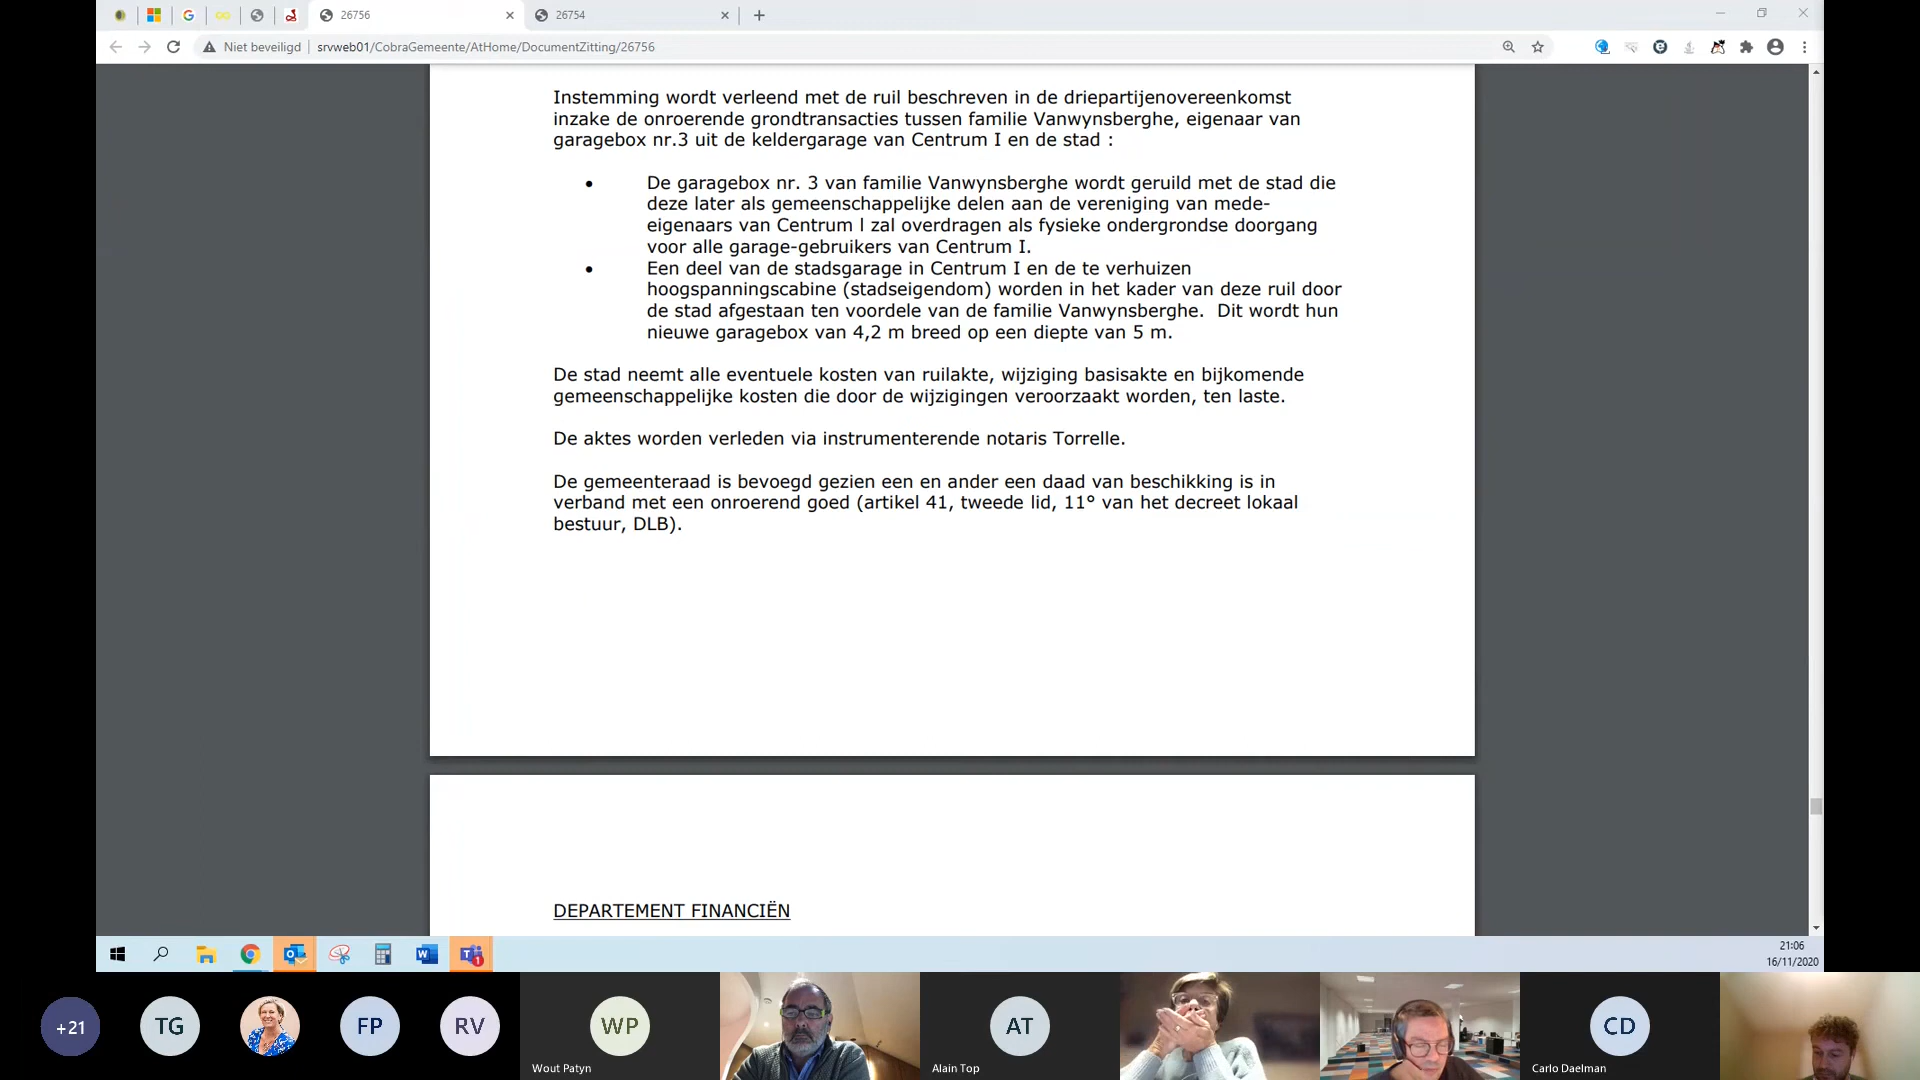 26756
26754
Niet beveiligd
srvweb01/CobraGemeente/AtHome/DocumentZitting/26756
Instemming wordt verleend met de ruil beschreven in de driepartijenovereenkomst
inzake de onroerende grondtransacties tussen familie Vanwynsberghe, eigenaar van
garagebox nr.3 uit de keldergarage van Centrum I en de stad :
• De garagebox nr. 3 van familie Vanwynsberghe wordt geruild met de stad die
deze later als gemeenschappelijke delen aan de vereniging van mede-
eigenaars van Centrum l zal overdragen als fysieke ondergrondse doorgang
voor alle garage-gebruikers van Centrum I.
• Een deel van de stadsgarage in Centrum I en de te verhuizen
hoogspanningscabine (stadseigendom) worden in het kader van deze ruil door
de stad afgestaan ten voordele van de familie Vanwynsberghe. Dit wordt hun
nieuwe garagebox van 4,2 m breed op een diepte van 5 m.
De stad neemt alle eventuele kosten van ruilakte, wijziging basisakte en bijkomende
gemeenschappelijke kosten die door de wijzigingen veroorzaakt worden, ten laste.
De aktes worden verleden via instrumenterende notaris Torrelle.
De gemeenteraad is bevoegd gezien een en ander een daad van beschikking is in
verband met een onroerend goed (artikel 41, tweede lid, 11° van het decreet lokaal
bestuur, DLB).
DEPARTEMENT FINANCIËN
21:06
16/11/2020
+21
TG
FP
RV
WP
Wout Patyn
AT
Alain Top
CD
Carlo Daelman